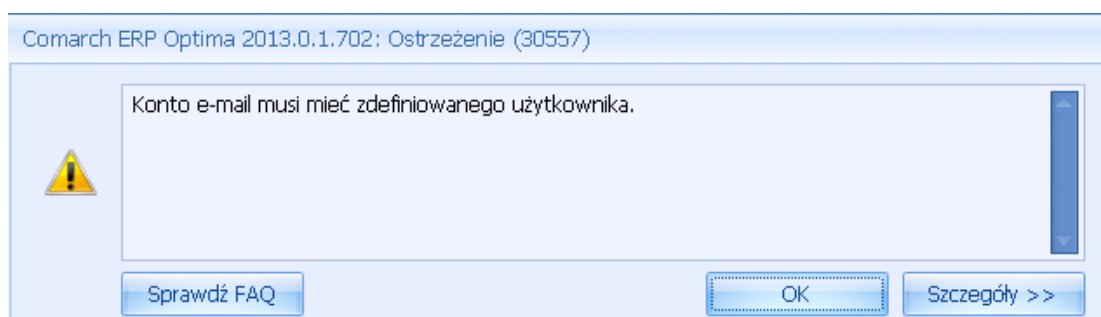 Comarch ERP Optima 2013.0.1.702: Ostrzeżenie (30557)
Konto e-mail musi mieć zdefiniowanego użytkownika.
Sprawdź FAQ OK Szczegóły >>